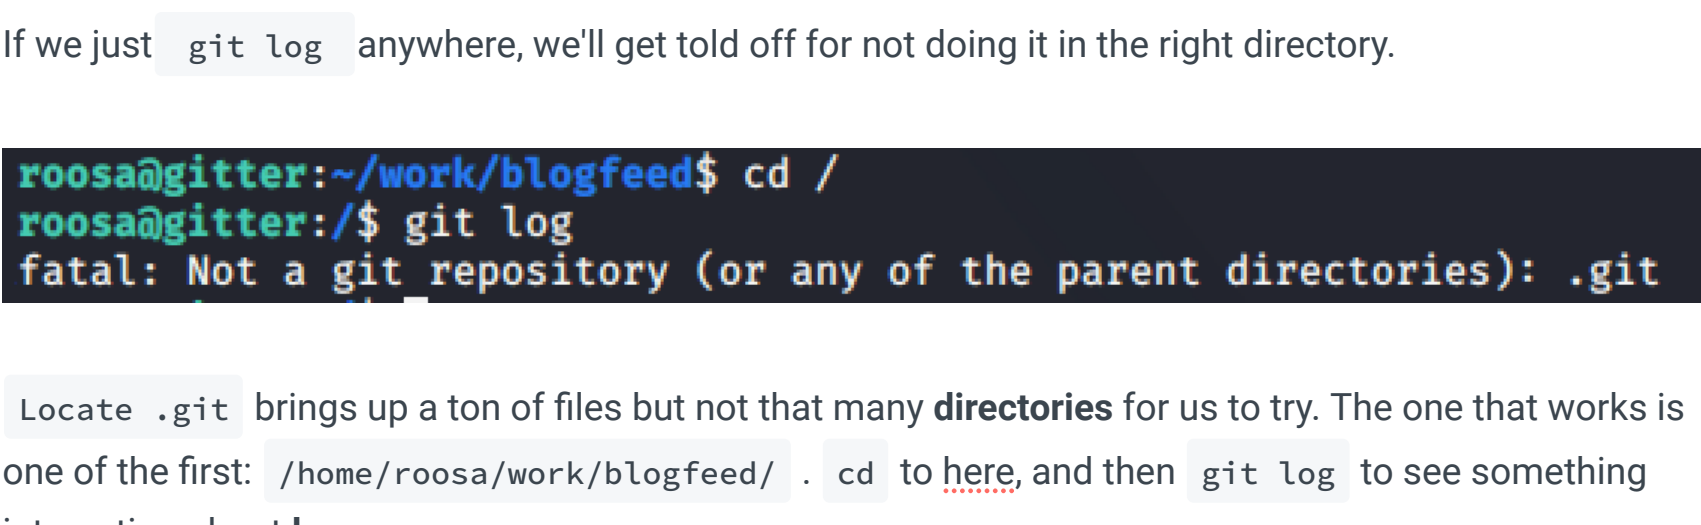 If we just git log anywhere, we'll get told off for not doing it in the right directory.
roosa@gitter:~/work/blogfeed$ cd /
roosa@gitter:/$ git log
fatal: Not a git repository (or any of the parent directories): .git
Locate .git brings up a ton of files but not that many directories for us to try. The one that works is
one of the first: /home/roosa/work/blogfeed/ . cd to here, and then git log to see something